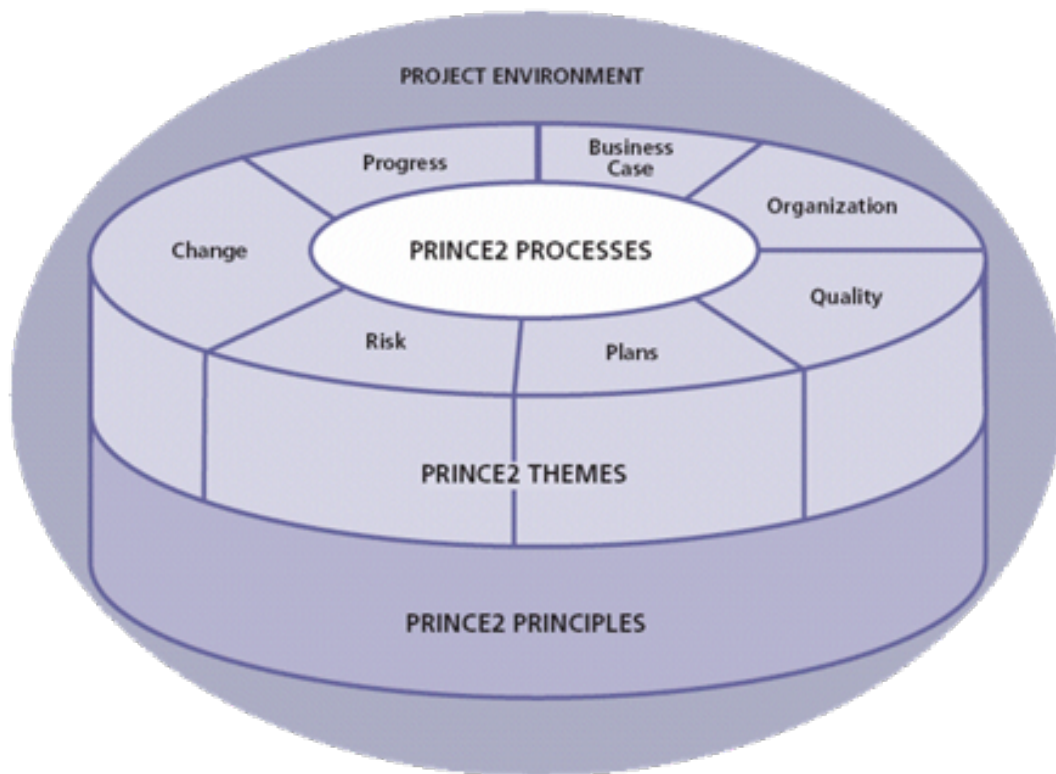 PROJECT ENVIRONMENT
Progress
Business
Case
Organization
Change
PRINCE2 PROCESSES
Quality
Risk
Plans
PRINCE2 THEMES
PRINCE2 PRINCIPLES